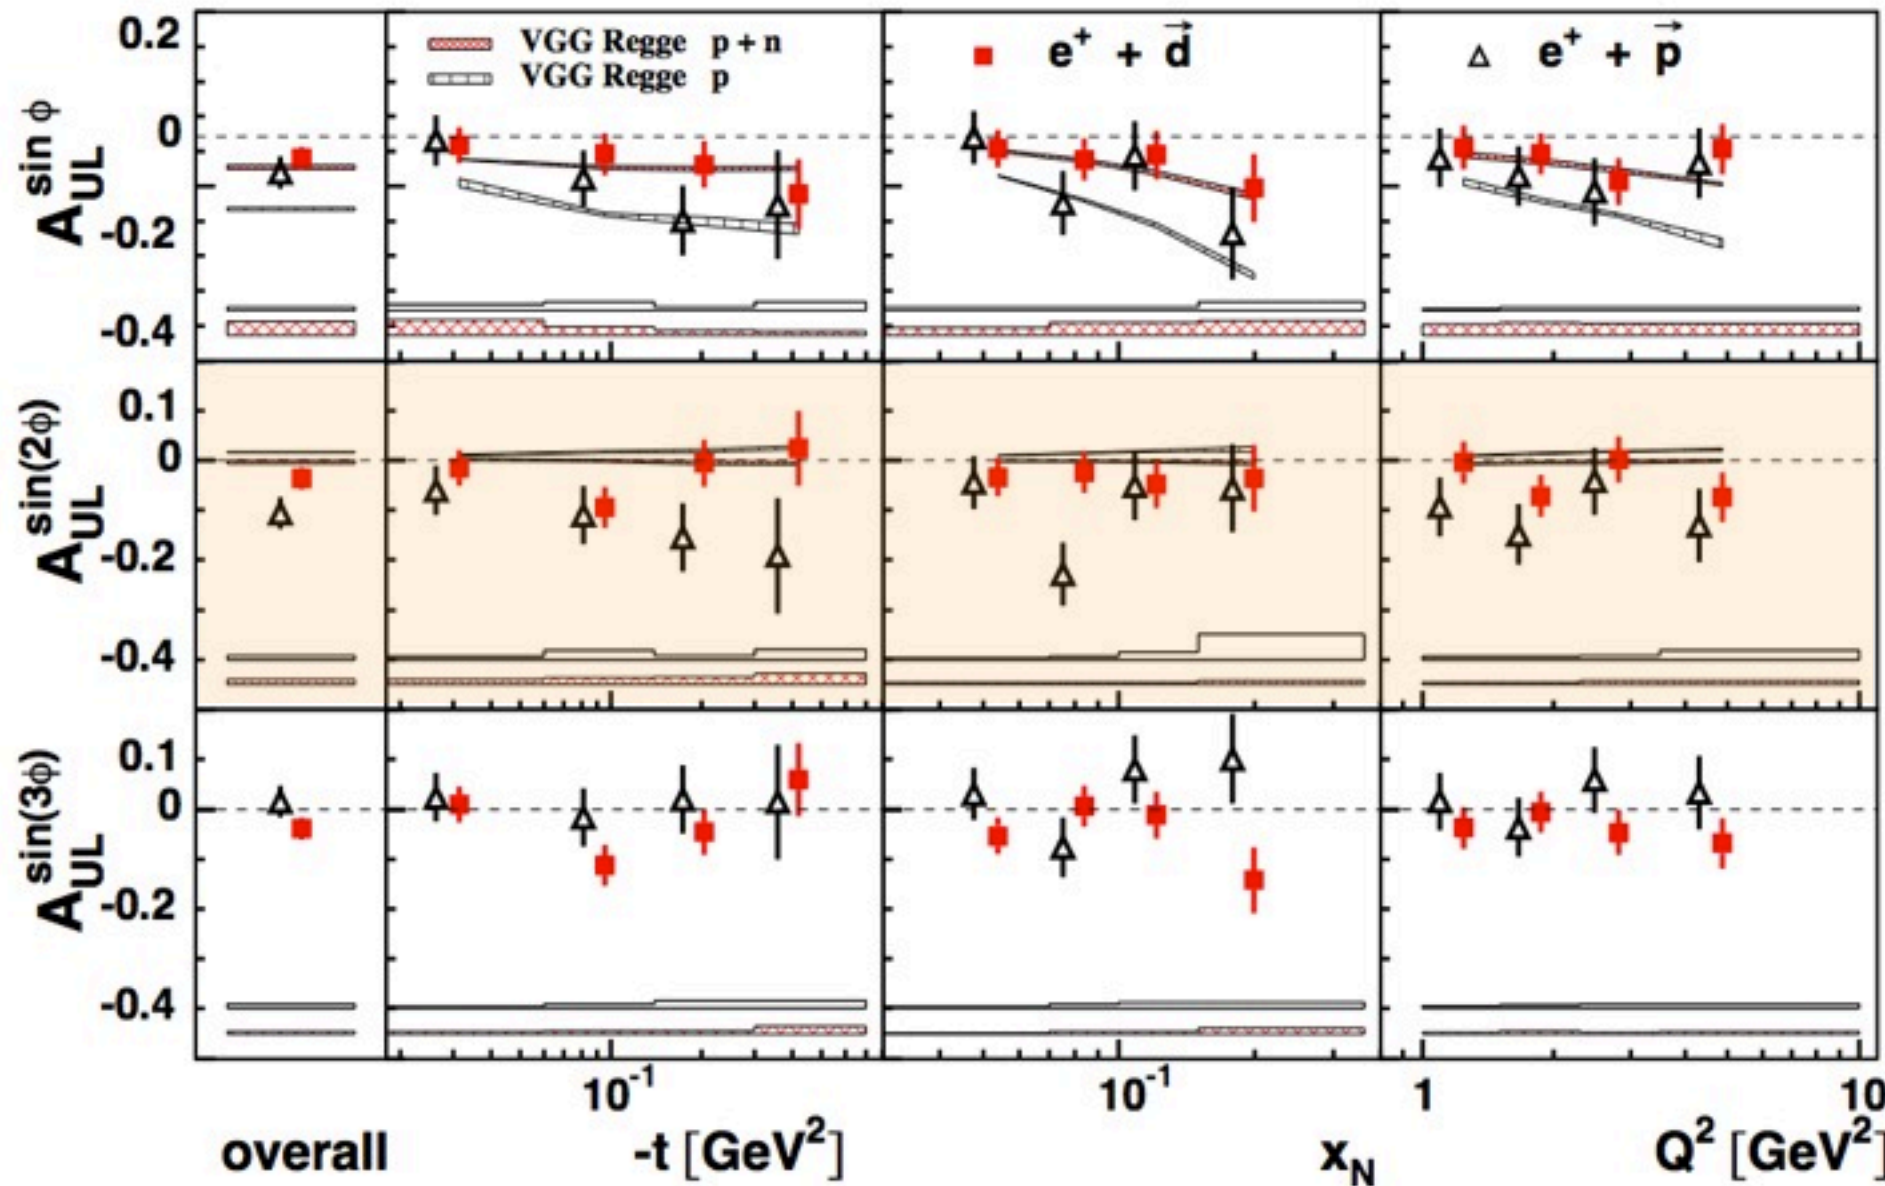 VGG Regge p + n
VGG Regge p
e⁺ + d⃗
e⁺ + p⃗
A_UL^sin ϕ
0.2
0
-0.2
-0.4
A_UL^sin(2ϕ)
0.1
0
-0.2
-0.4
A_UL^sin(3ϕ)
0.1
0
-0.2
-0.4
10⁻¹
10⁻¹
1
10
overall
-t [GeV²]
x_N
Q² [GeV²]